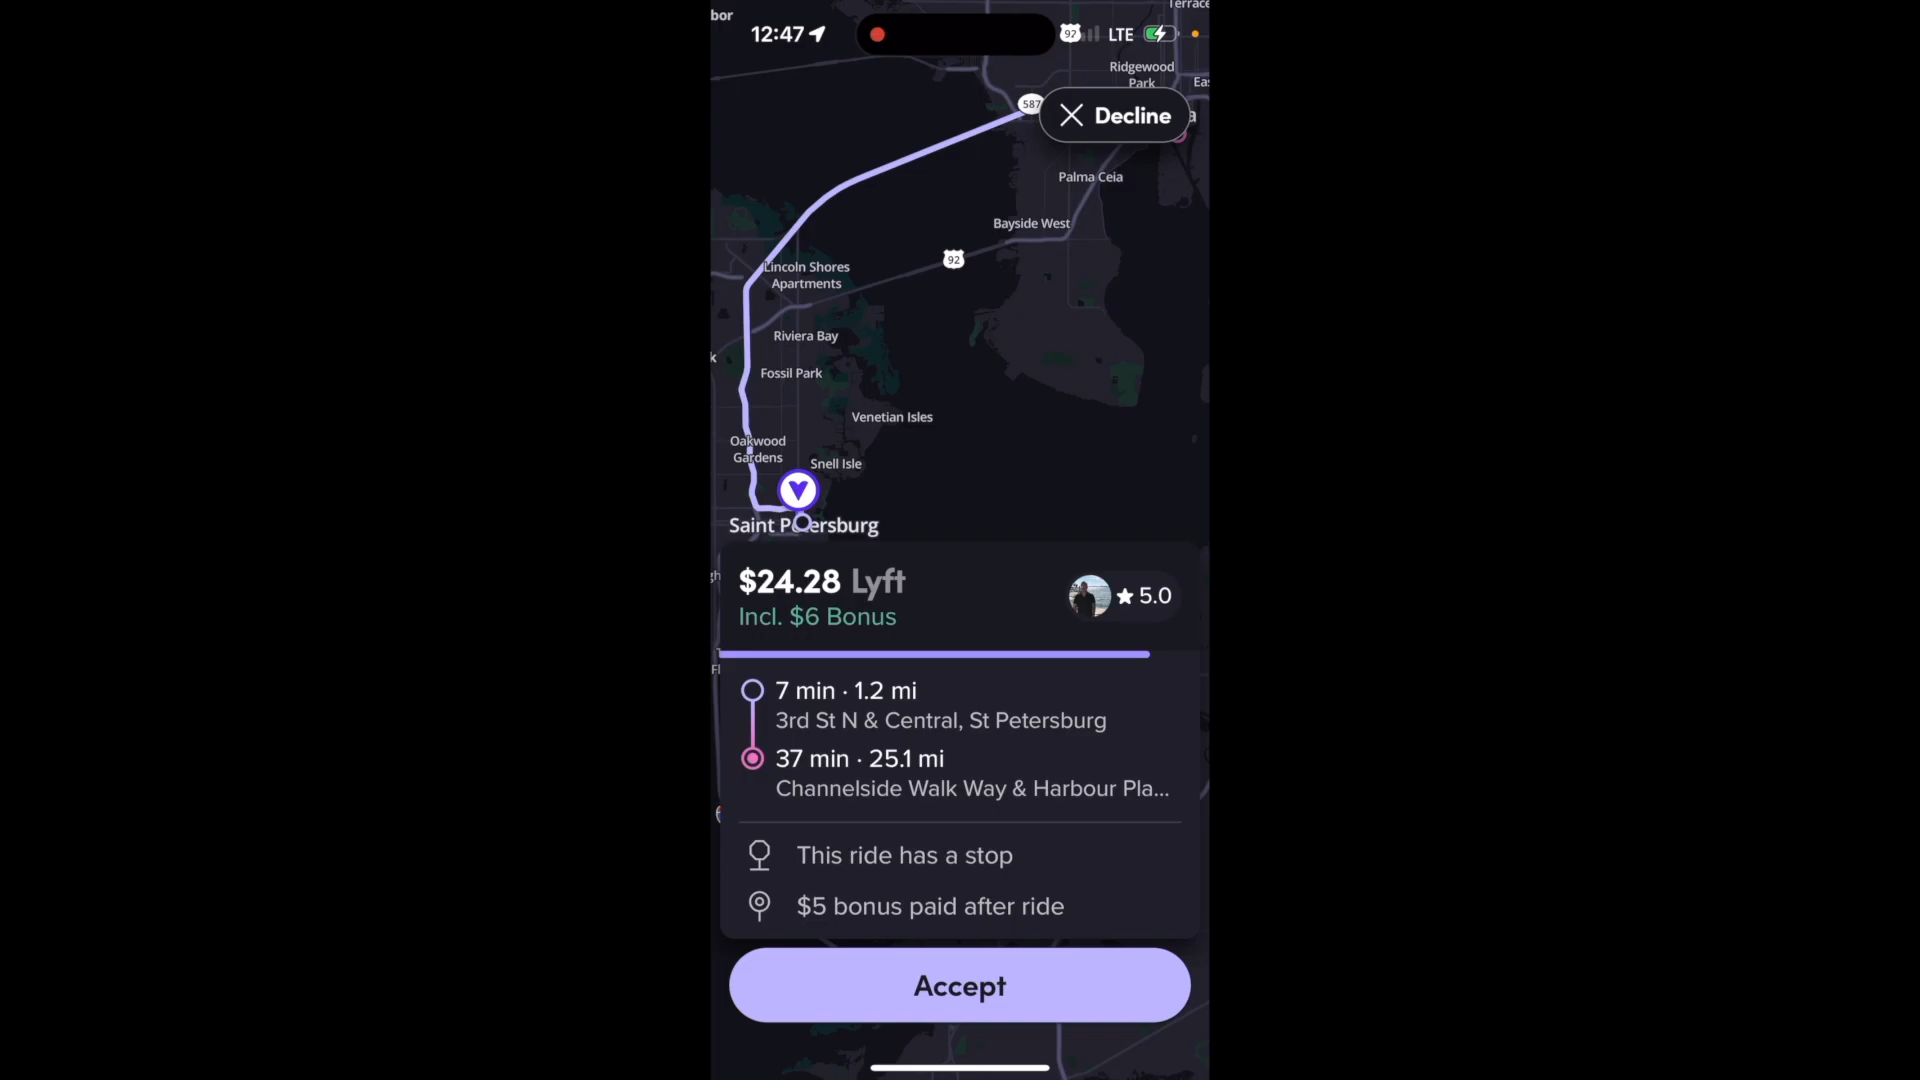 bor
Terrace
12:47
92
LTE
Ridgewood
Park
587
Decline
Palma Ceia
Bayside West
92
Lincoln Shores
Apartments
Riviera Bay
Fossil Park
Venetian Isles
Oakwood
Gardens
Snell Isle
Saint Petersburg
$24.28 Lyft
Incl. $6 Bonus
5.0
7 min · 1.2 mi
3rd St N & Central, St Petersburg
37 min · 25.1 mi
Channelside Walk Way & Harbour Pla...
This ride has a stop
$5 bonus paid after ride
Accept